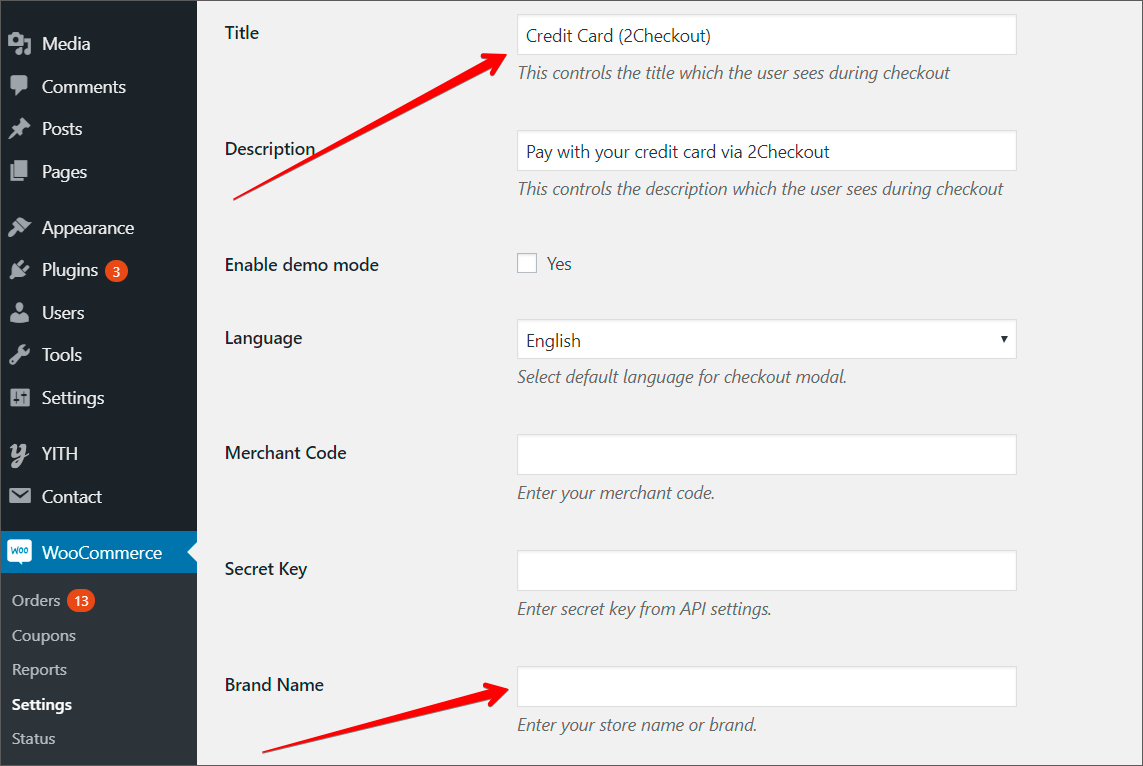 Media
Comments
Posts
Pages
Appearance
Plugins 3
Users
Tools
Settings
YITH
Contact
Woo WooCommerce
Orders 13
Coupons
Reports
Settings
Status
Title
Credit Card (2Checkout)
This controls the title which the user sees during checkout
Description
Pay with your credit card via 2Checkout
This controls the description which the user sees during checkout
Enable demo mode
Yes
Language
English
Select default language for checkout modal.
Merchant Code
Enter your merchant code.
Secret Key
Enter secret key from API settings.
Brand Name
Enter your store name or brand.